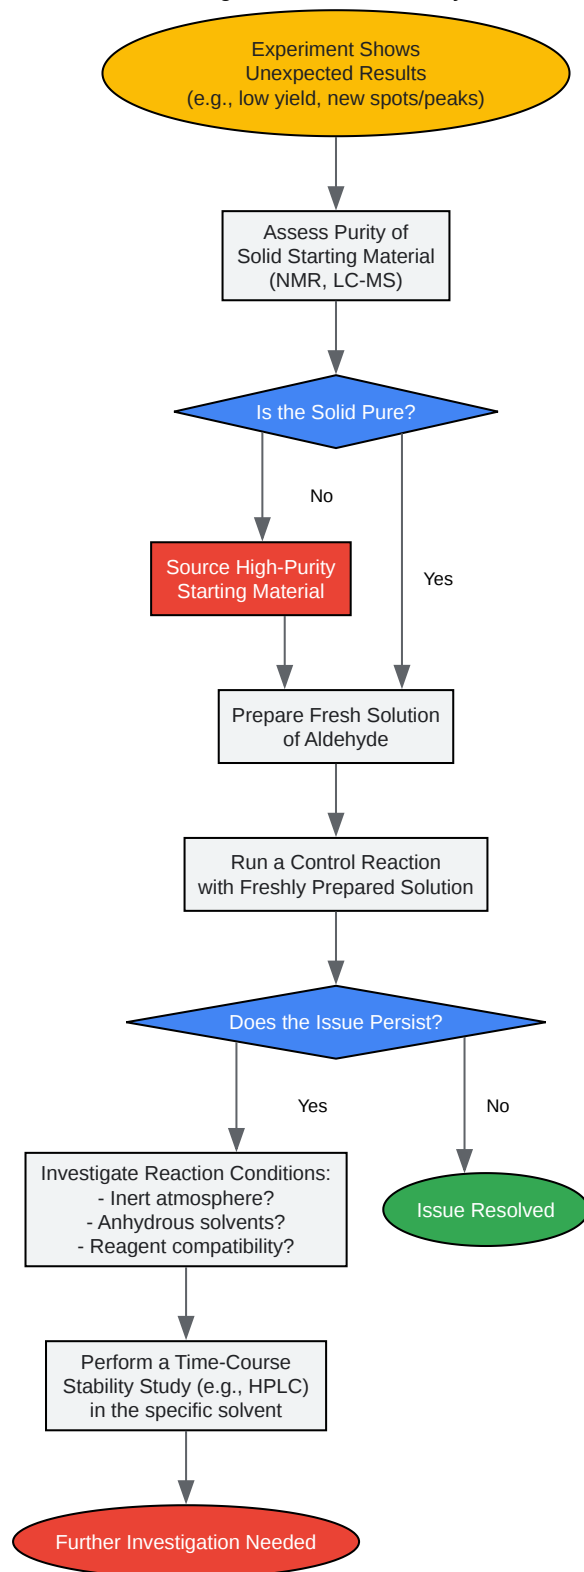 Experiment Shows
Unexpected Results
(e.g., low yield, new spots/peaks)
Assess Purity of
Solid Starting Material
(NMR, LC-MS)
Is the Solid Pure?
No
Source High-Purity
Starting Material
Yes
Prepare Fresh Solution
of Aldehyde
Run a Control Reaction
with Freshly Prepared Solution
Does the Issue Persist?
Yes
No
Investigate Reaction Conditions:
- Inert atmosphere?
- Anhydrous solvents?
- Reagent compatibility?
Issue Resolved
Perform a Time-Course
Stability Study (e.g., HPLC)
in the specific solvent
Further Investigation Needed